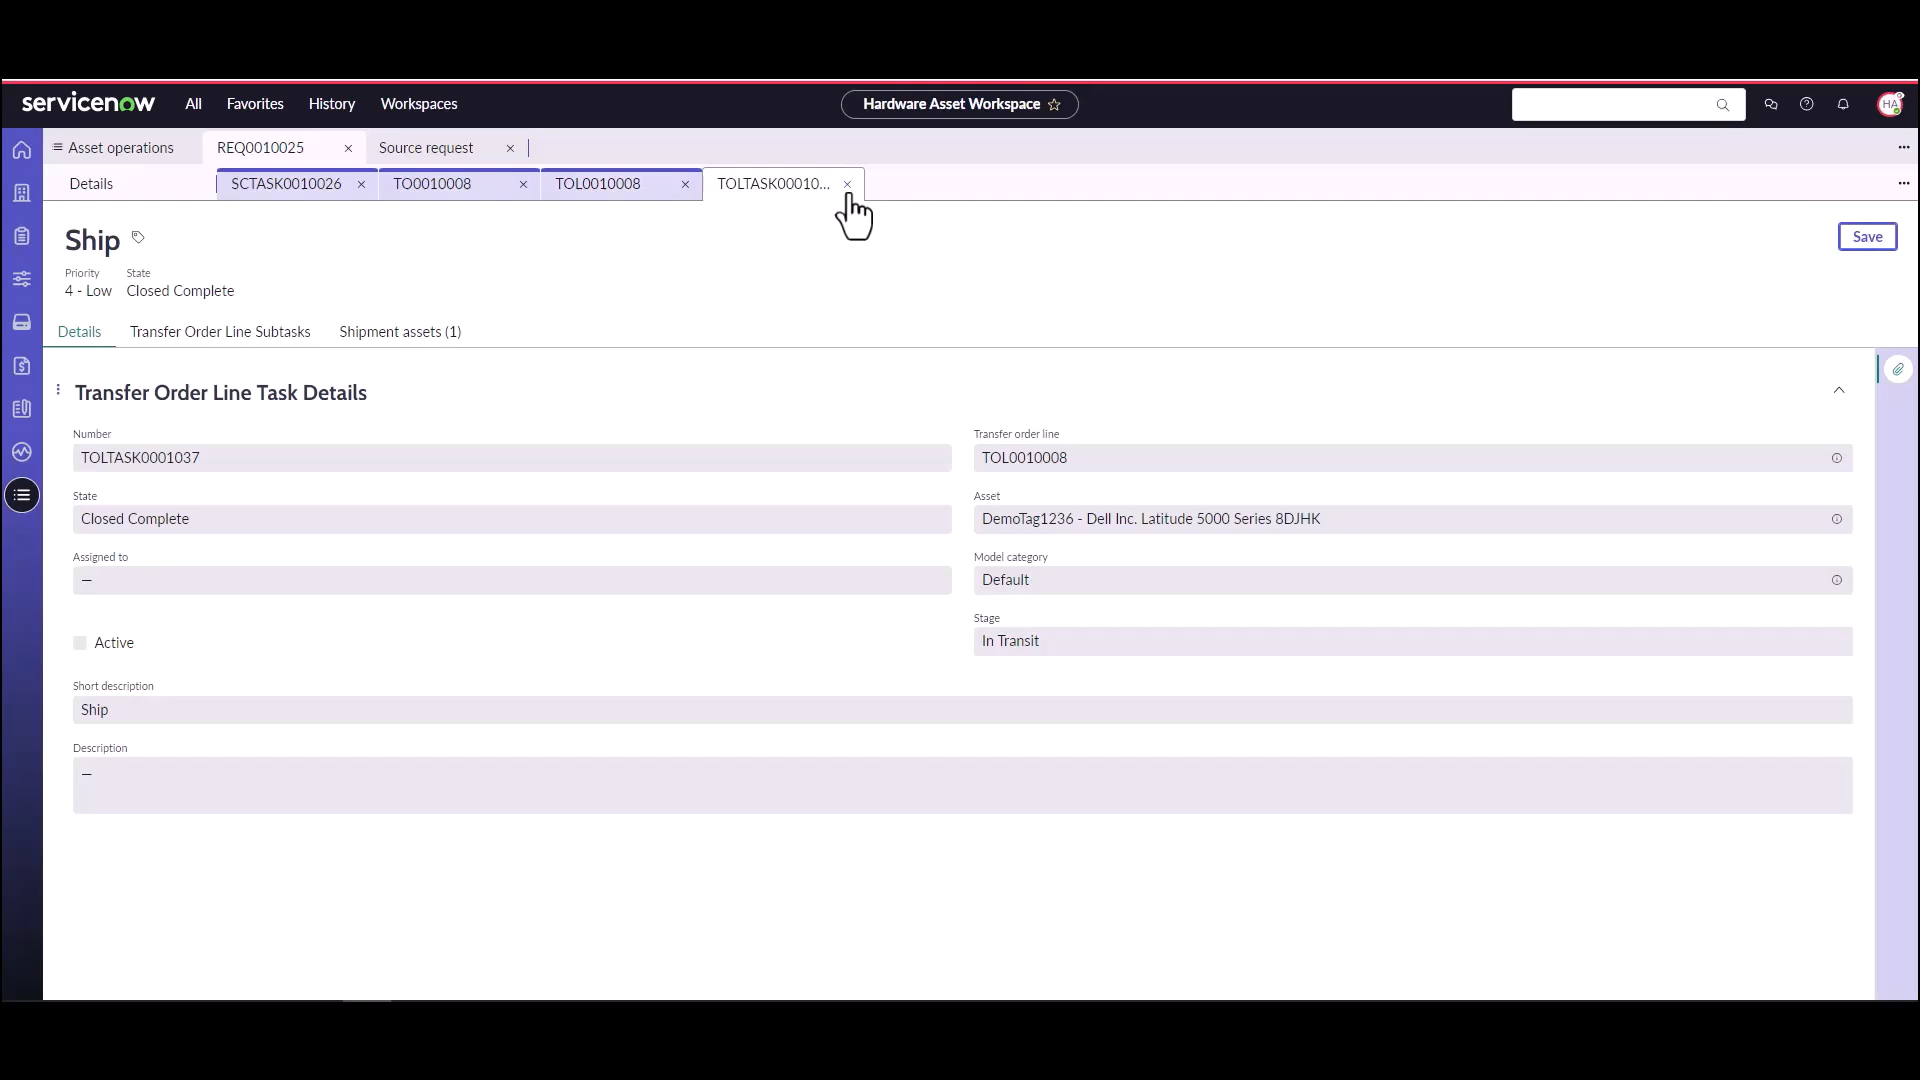 servicenow All Favorites History Workspaces Hardware Asset Workspace HA
Asset operations REQ0010025 Source request
Details SCTASK0010026 TO0010008 TOL0010008 TOLTASK00010...
Ship Save
Priority State
4 - Low Closed Complete
Details Transfer Order Line Subtasks Shipment assets (1)
Transfer Order Line Task Details
Number Transfer order line
TOLTASK0001037 TOL0010008
State Asset
Closed Complete DemoTag1236 - Dell Inc. Latitude 5000 Series 8DJHK
Assigned to Model category
— Default
Stage
Active In Transit
Short description
Ship
Description
—